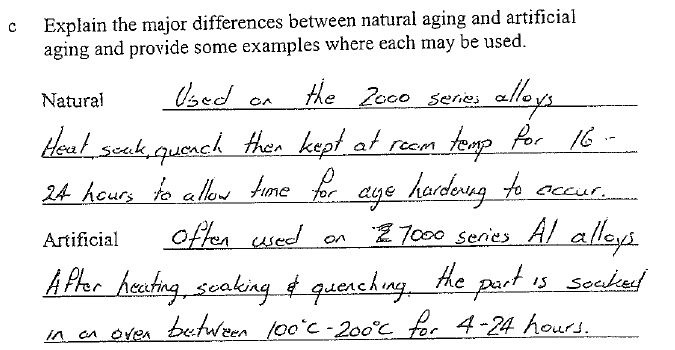 c Explain the major differences between natural aging and artificial
aging and provide some examples where each may be used.
Natural Used on the 2000 series alloys
Heat, soak, quench then kept at room temp for 16 -
24 hours to allow time for age hardening to occur.
Artificial Often used on 7000 series Al alloys
After heating, soaking & quenching, the part is soaked
in an oven between 100°C - 200°C for 4-24 hours.